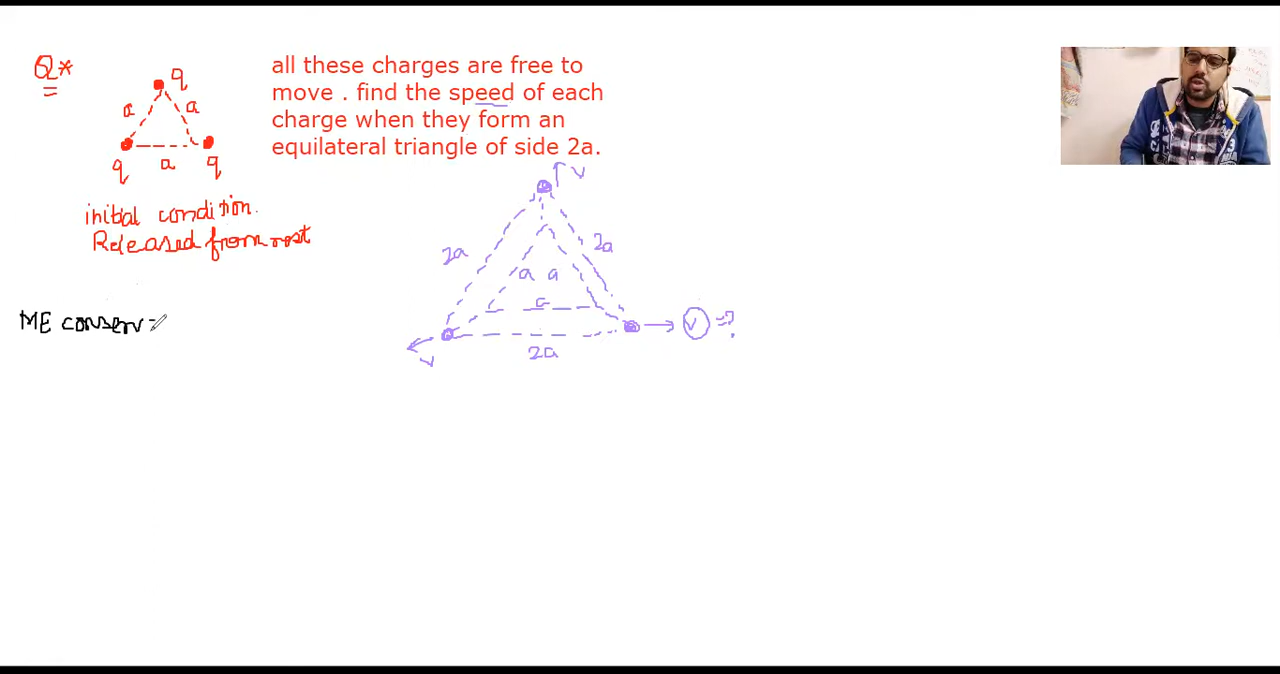 Q*
=
all these charges are free to
move . find the speed of each
charge when they form an
equilateral triangle of side 2a.
q
a a
q a q
initial condition.
Released from rest
v
2a 2a
a a
a
v =?
v
2a
ME conserv